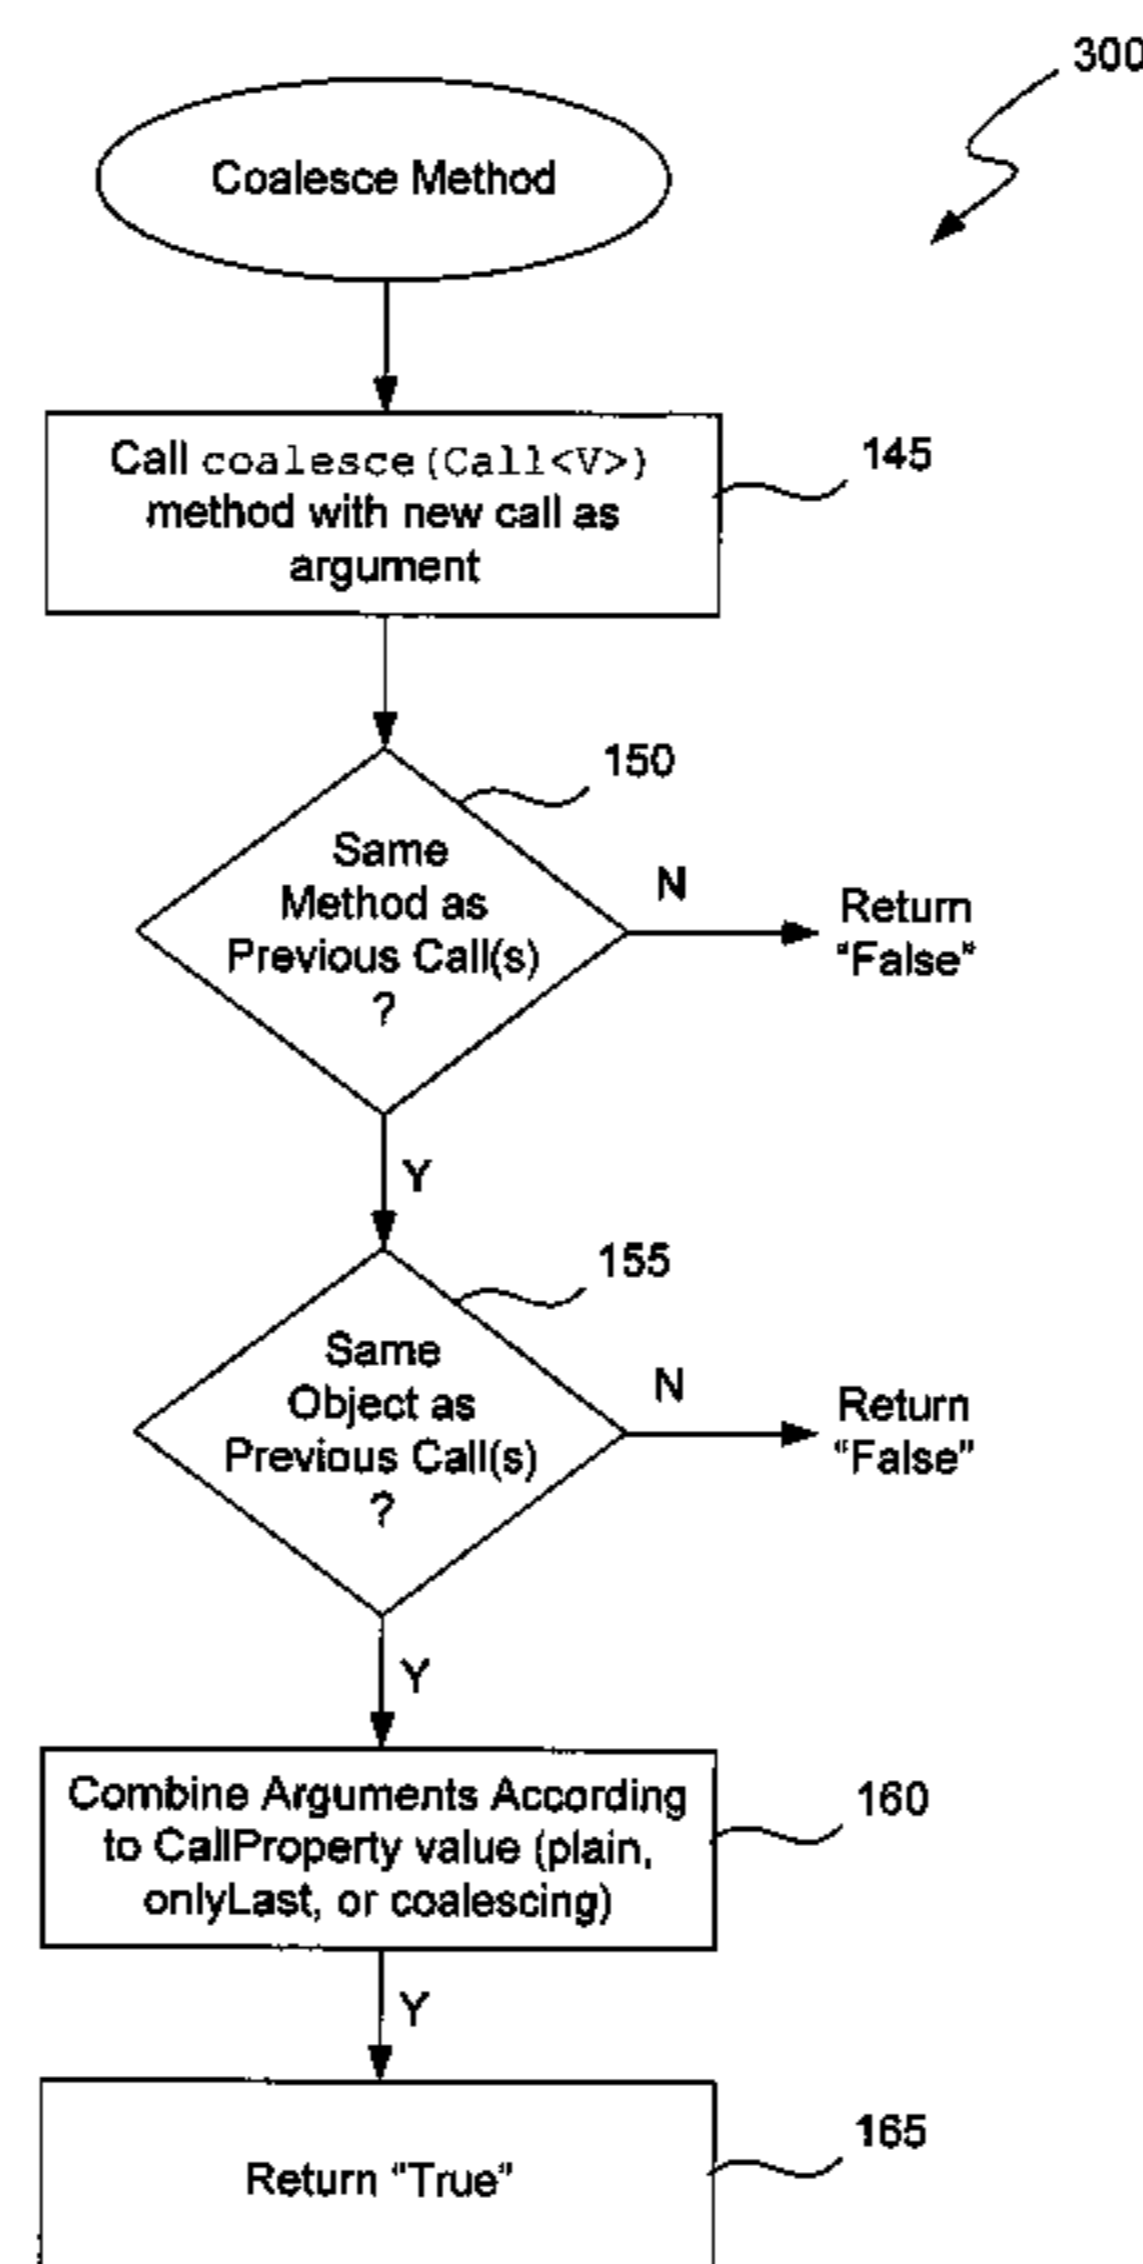 300
Coalesce Method
Call coalesce(Call<V>)
method with new call as
argument
145
150
Same
Method as
Previous Call(s)
?
N
Return
"False"
Y
155
Same
Object as
Previous Call(s)
?
N
Return
"False"
Y
Combine Arguments According
to CallProperty value (plain,
onlyLast, or coalescing)
160
Y
165
Return "True"